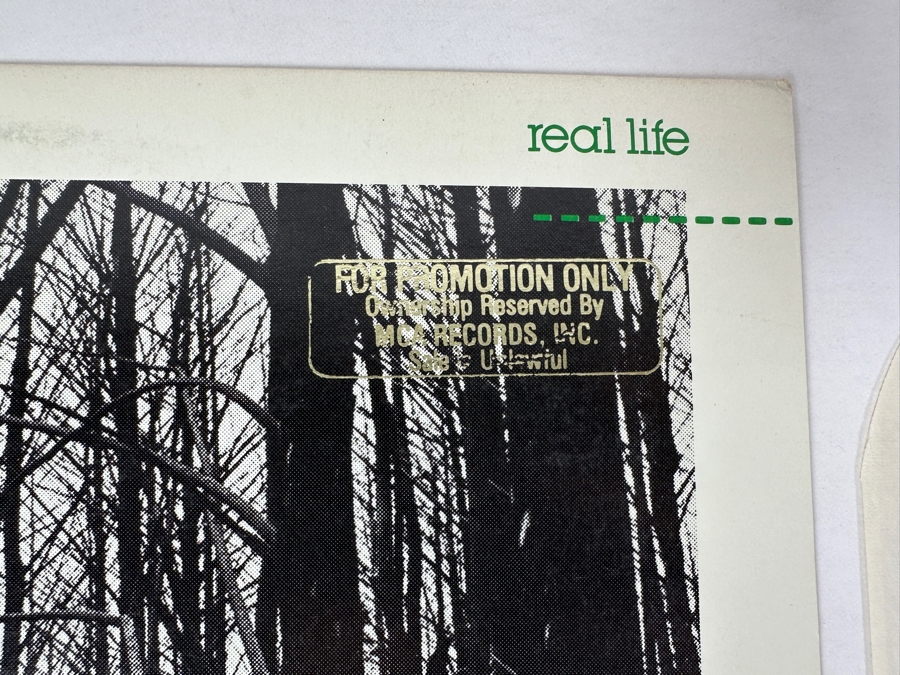 real life
FOR PROMOTION ONLY
Ownership Reserved By
MCA RECORDS, INC.
Sale is Unlawful